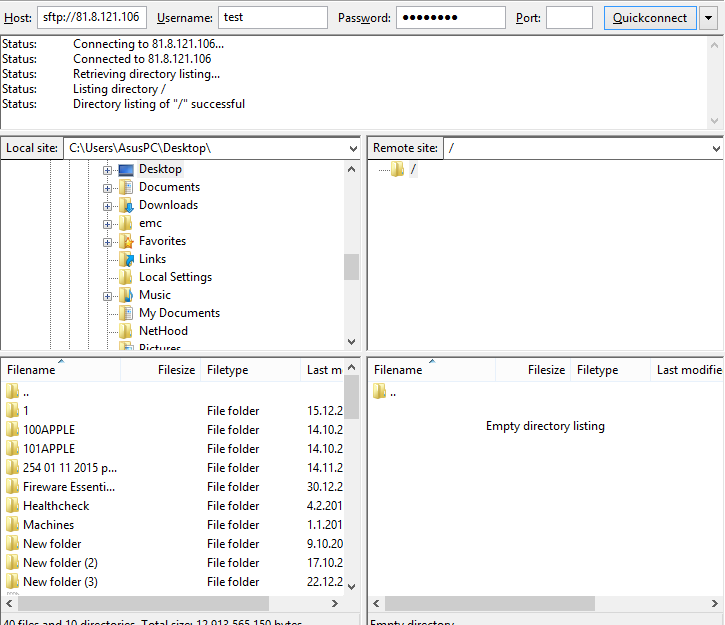 Host: sftp://81.8.121.106 Username: test Password: ●●●●●●●● Port: Quickconnect
Status: Connecting to 81.8.121.106...
Status: Connected to 81.8.121.106
Status: Retrieving directory listing...
Status: Listing directory /
Status: Directory listing of "/" successful
Local site: C:\Users\AsusPC\Desktop\
Desktop
Documents
Downloads
emc
Favorites
Links
Local Settings
Music
My Documents
NetHood
Pictures
Remote site: /
/
Filename Filesize Filetype Last m
..
1 File folder 15.12.2
100APPLE File folder 14.10.2
101APPLE File folder 14.10.2
254 01 11 2015 p... File folder 14.11.2
Fireware Essenti... File folder 30.12.2
Healthcheck File folder 4.2.201
Machines File folder 1.1.201
New folder File folder 9.10.20
New folder (2) File folder 17.10.2
New folder (3) File folder 22.12.2
40 files and 10 directories. Total size: 12.913.565.150 bytes
Filename Filesize Filetype Last modifie
..
Empty directory listing
Empty directory.